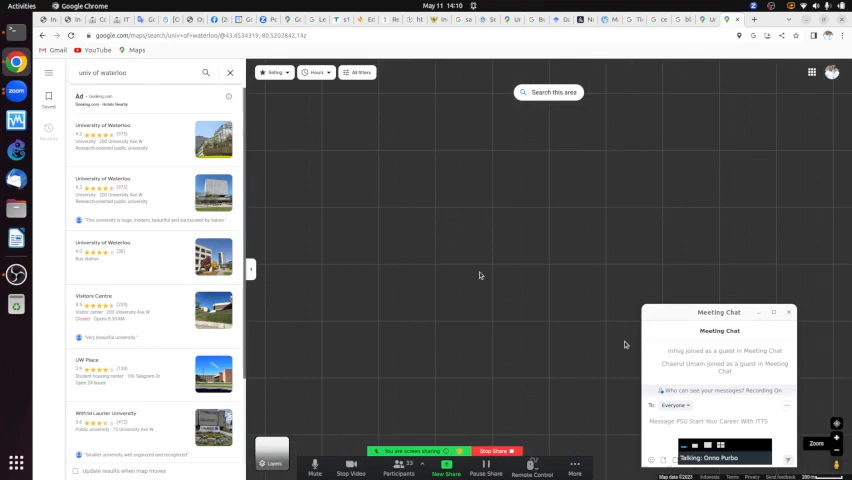 Activities
Google Chrome
May 11 14:10
google.com/maps/search/univ+of+waterloo/@43.4534319,-80.5202842,14z
Gmail
YouTube
Maps
univ of waterloo
Rating
Hours
All filters
Search this area
Saved
Recents
Ad · Booking.com
Booking.com - Hotels Nearby
University of Waterloo
4.5 (975)
University · 200 University Ave W
Research-oriented public university
University of Waterloo
4.5 (975)
University · 200 University Ave W
Research-oriented public university
"This university is huge, modern, beautiful and surrounded by nature"
University of Waterloo
Bus station
Visitors Centre
4.5 (259)
Visitor center · 200 University Ave W
Closed · Opens 8:30 AM
"Very beautiful university"
UW Place
3.9 (138)
Student housing center · 106 Seagram Dr
Open 24 hours
Wilfrid Laurier University
3.6 (412)
Public university · 75 University Ave W
"Smaller university, well organized and recognized"
Update results when map moves
Layers
Meeting Chat
Meeting Chat
mhsg joined as a guest in Meeting Chat
Chaerul Umam joined as a guest in Meeting
Chat
Who can see your messages? Recording On
To: Everyone
Message PSU Start Your Career With ITTS
Talking: Onno Purbo
Zoom
You are screen sharing
Stop Share
Mute
Stop Video
Participants
33
New Share
Pause Share
Remote Control
More
Map data ©2023
Indonesia
Terms
Privacy
Send feedback